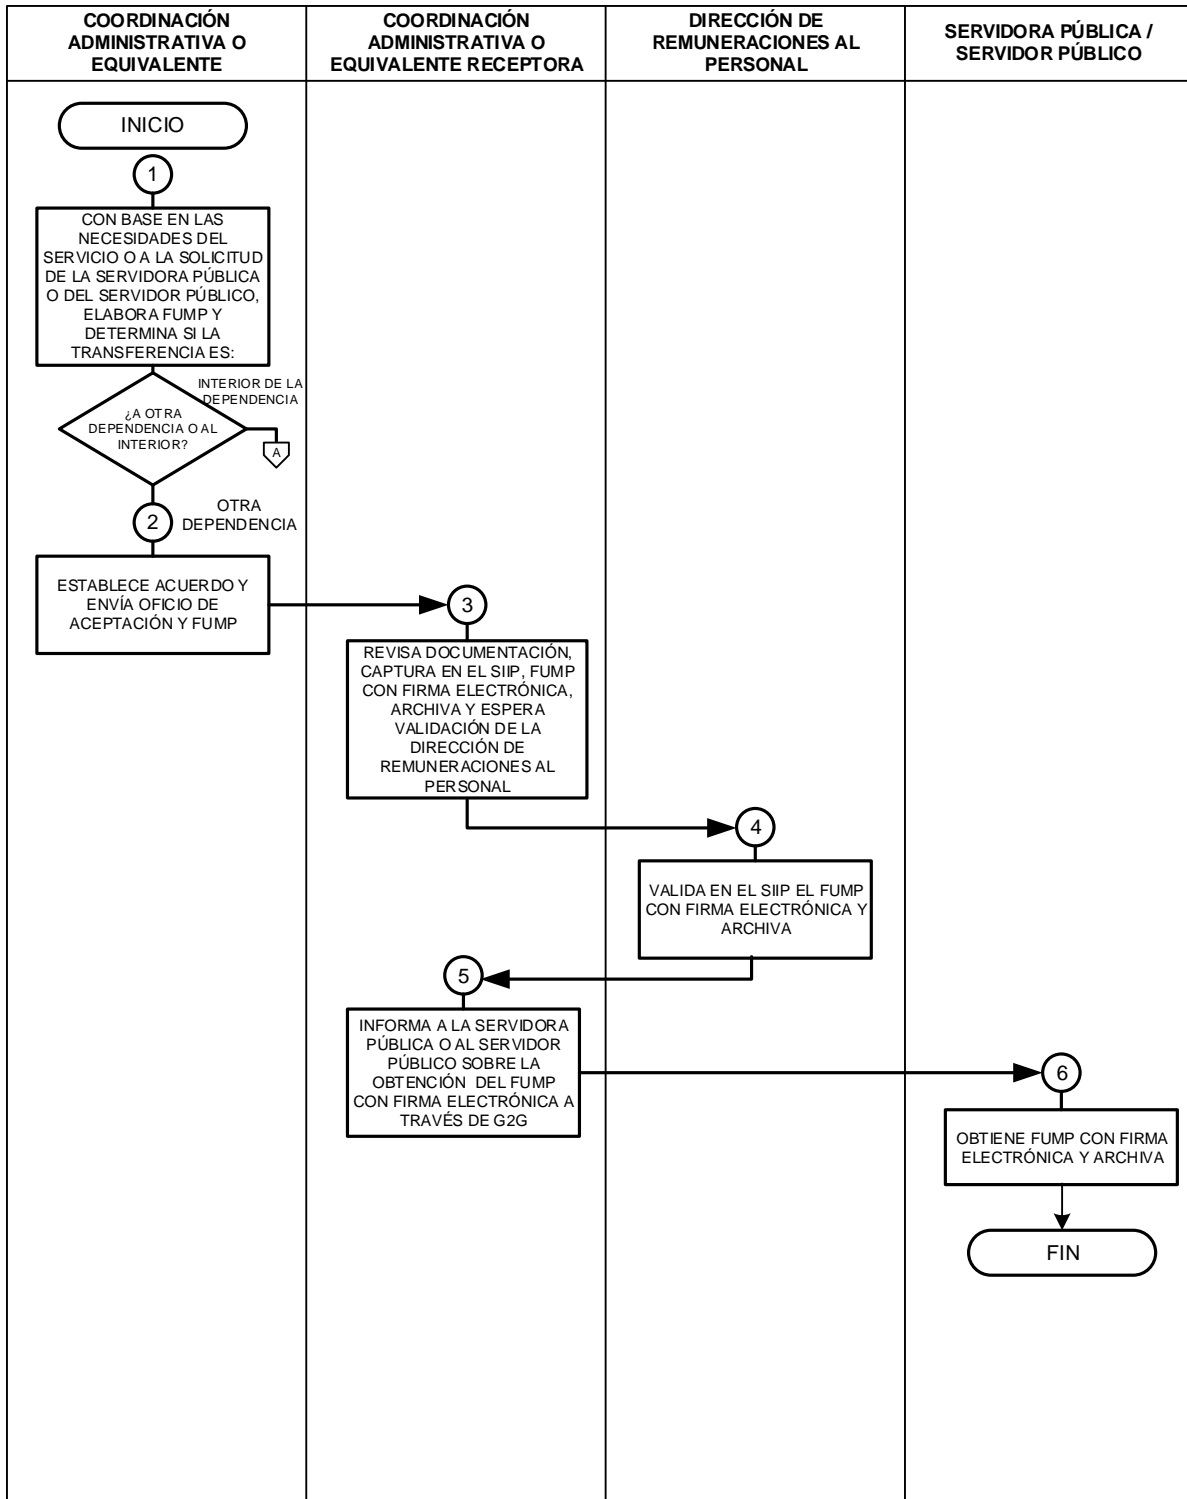 COORDINACIÓN
ADMINISTRATIVA O
EQUIVALENTE
COORDINACIÓN
ADMINISTRATIVA O
EQUIVALENTE RECEPTORA
DIRECCIÓN DE
REMUNERACIONES AL
PERSONAL
SERVIDORA PÚBLICA /
SERVIDOR PÚBLICO
INICIO
1
CON BASE EN LAS
NECESIDADES DEL
SERVICIO O A LA SOLICITUD
DE LA SERVIDORA PÚBLICA
O DEL SERVIDOR PÚBLICO,
ELABORA FUMP Y
DETERMINA SI LA
TRANSFERENCIA ES:
INTERIOR DE LA
DEPENDENCIA
¿A OTRA
DEPENDENCIA O AL
INTERIOR?
A
OTRA
DEPENDENCIA
2
ESTABLECE ACUERDO Y
ENVÍA OFICIO DE
ACEPTACIÓN Y FUMP
3
REVISA DOCUMENTACIÓN,
CAPTURA EN EL SIIP, FUMP
CON FIRMA ELECTRÓNICA,
ARCHIVA Y ESPERA
VALIDACIÓN DE LA
DIRECCIÓN DE
REMUNERACIONES AL
PERSONAL
4
VALIDA EN EL SIIP EL FUMP
CON FIRMA ELECTRÓNICA Y
ARCHIVA
5
INFORMA A LA SERVIDORA
PÚBLICA O AL SERVIDOR
PÚBLICO SOBRE LA
OBTENCIÓN DEL FUMP
CON FIRMA ELECTRÓNICA A
TRAVÉS DE G2G
6
OBTIENE FUMP CON FIRMA
ELECTRÓNICA Y ARCHIVA
FIN